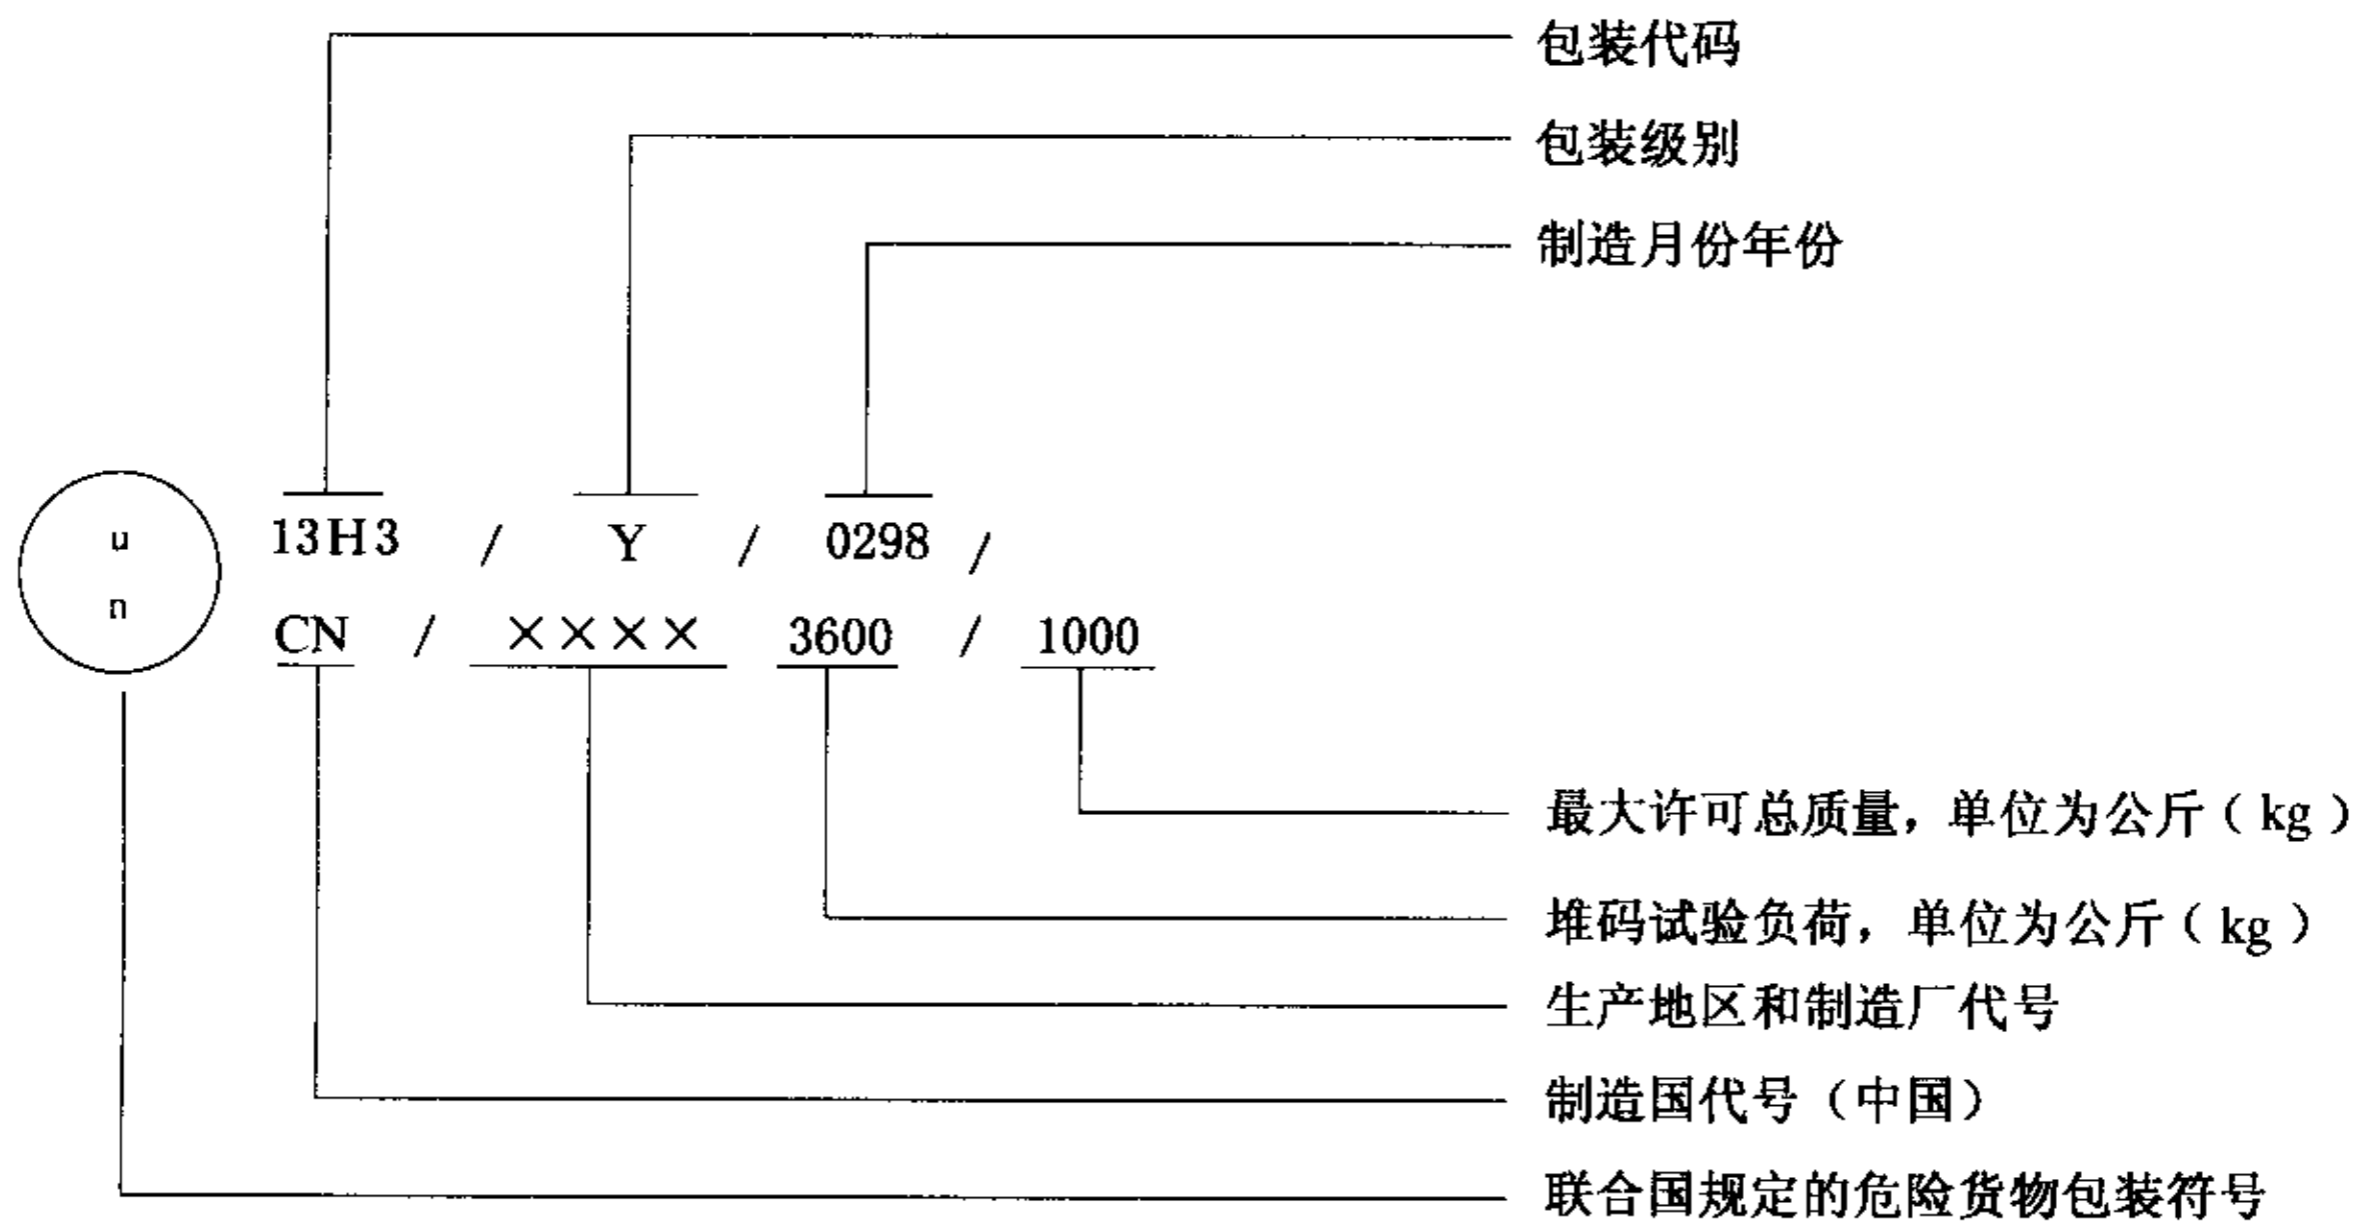 包装代码
包装级别
制造月份年份
u
n
13H3 / Y / 0298 /
CN / ×××× 3600 / 1000
最大许可总质量，单位为公斤（kg）
堆码试验负荷，单位为公斤（kg）
生产地区和制造厂代号
制造国代号（中国）
联合国规定的危险货物包装符号